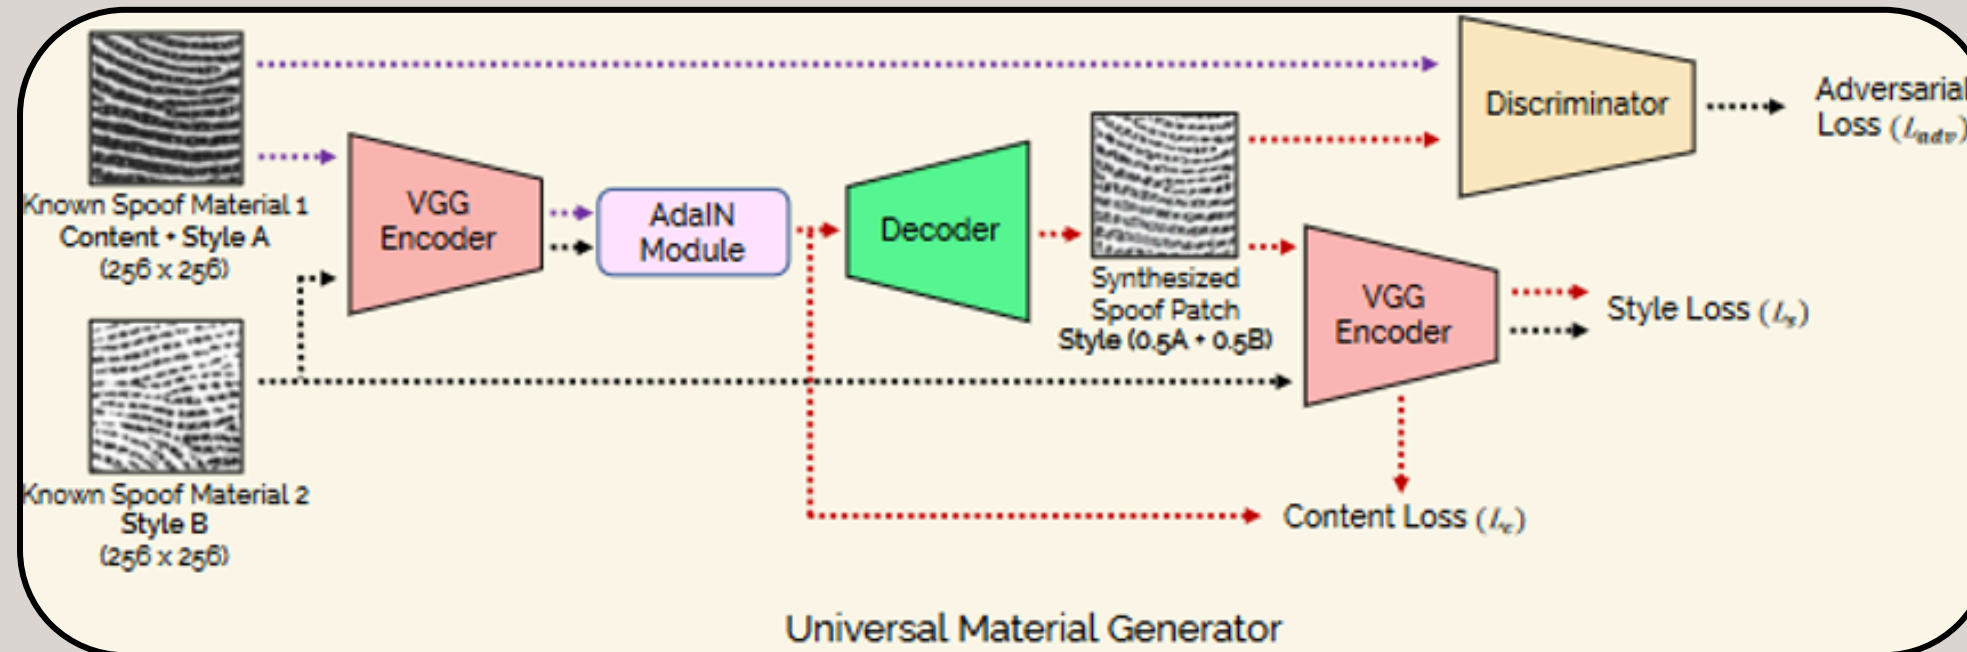 Known Spoof Material 1
Content + Style A
(256 x 256)
Known Spoof Material 2
Style B
(256 x 256)
VGG
Encoder
AdaIN
Module
Decoder
Synthesized
Spoof Patch
Style (0.5A + 0.5B)
Discriminator
Adversarial
Loss (L_adv)
VGG
Encoder
Style Loss (L_s)
Content Loss (L_c)
Universal Material Generator